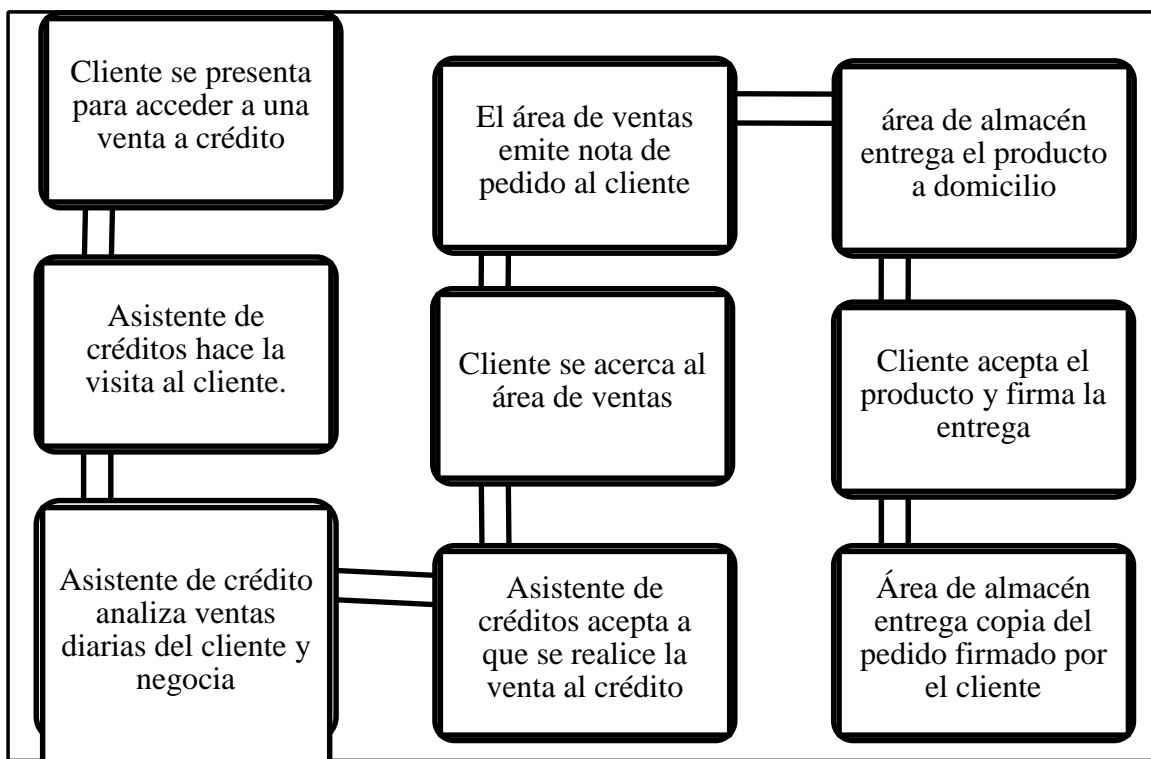 Cliente se presenta
para acceder a una
venta a crédito
Asistente de
créditos hace la
visita al cliente.
Asistente de crédito
analiza ventas
diarias del cliente y
negocia
Asistente de
créditos acepta a
que se realice la
venta al crédito
Cliente se acerca al
área de ventas
El área de ventas
emite nota de
pedido al cliente
área de almacén
entrega el producto
a domicilio
Cliente acepta el
producto y firma la
entrega
Área de almacén
entrega copia del
pedido firmado por
el cliente